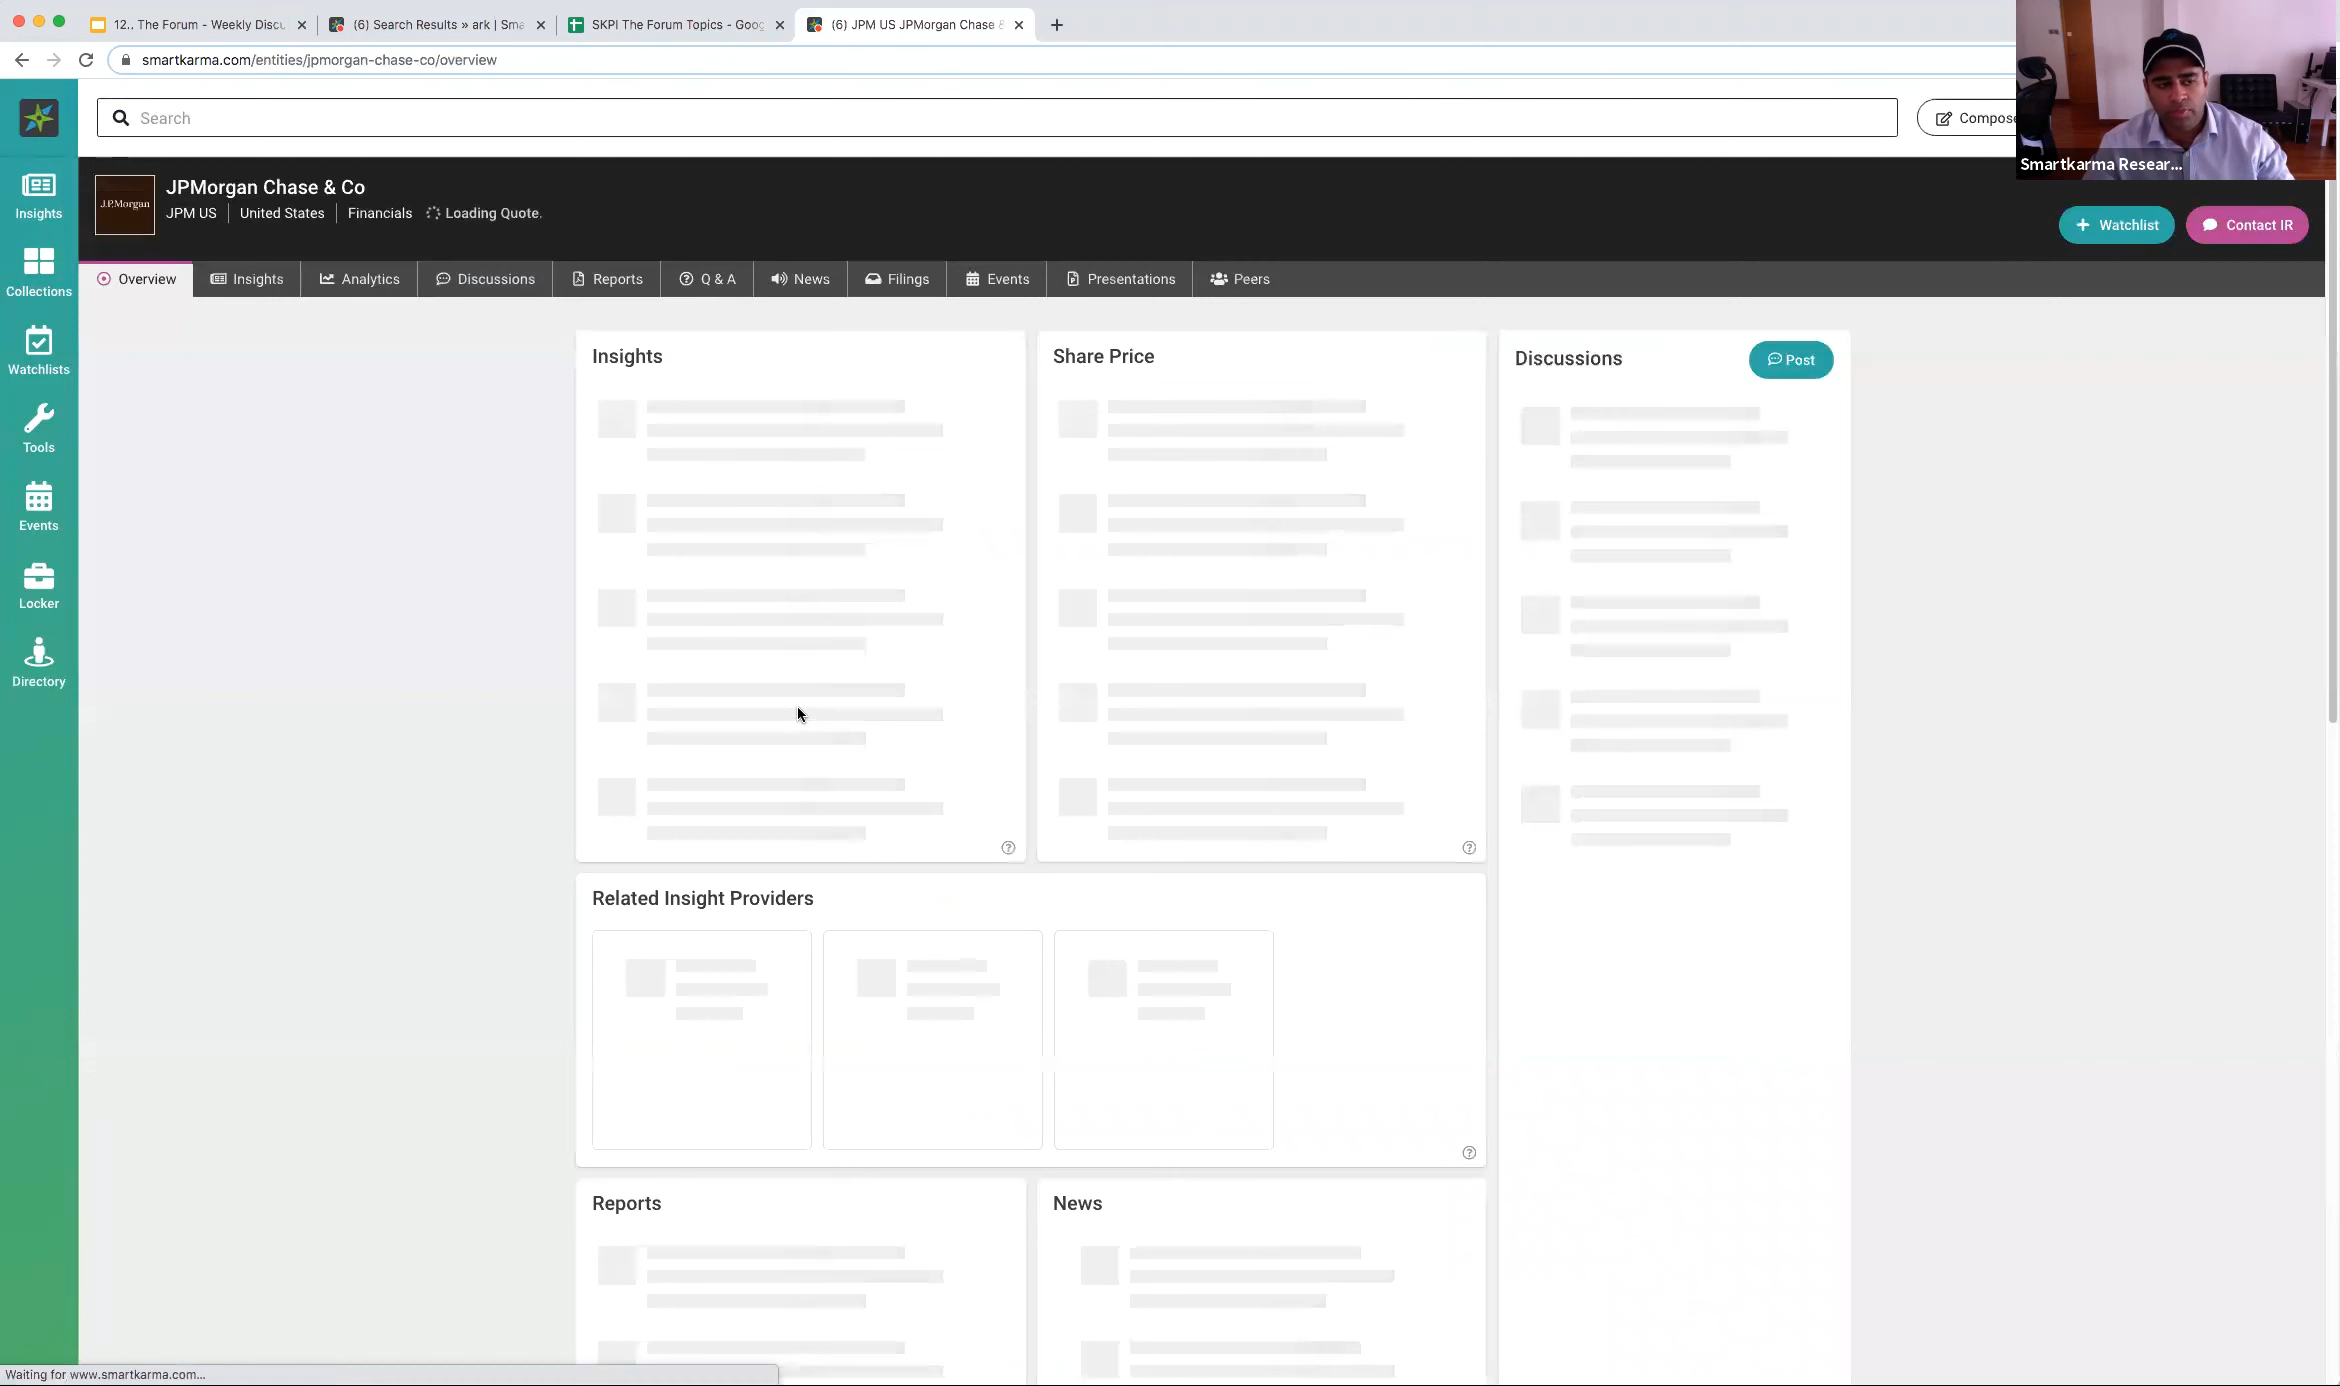 12.. The Forum - Weekly Discu
(6) Search Results » ark | Sma
SKPI The Forum Topics - Goog
(6) JPM US JPMorgan Chase &
smartkarma.com/entities/jpmorgan-chase-co/overview
Search
Compose
Smartkarma Resear...
J.P.Morgan
JPMorgan Chase & Co
JPM US
United States
Financials
Loading Quote.
Watchlist
Contact IR
Overview
Insights
Analytics
Discussions
Reports
Q & A
News
Filings
Events
Presentations
Peers
Insights
Collections
Watchlists
Tools
Events
Locker
Directory
Insights
Share Price
Discussions
Post
Related Insight Providers
Reports
News
Waiting for www.smartkarma.com...